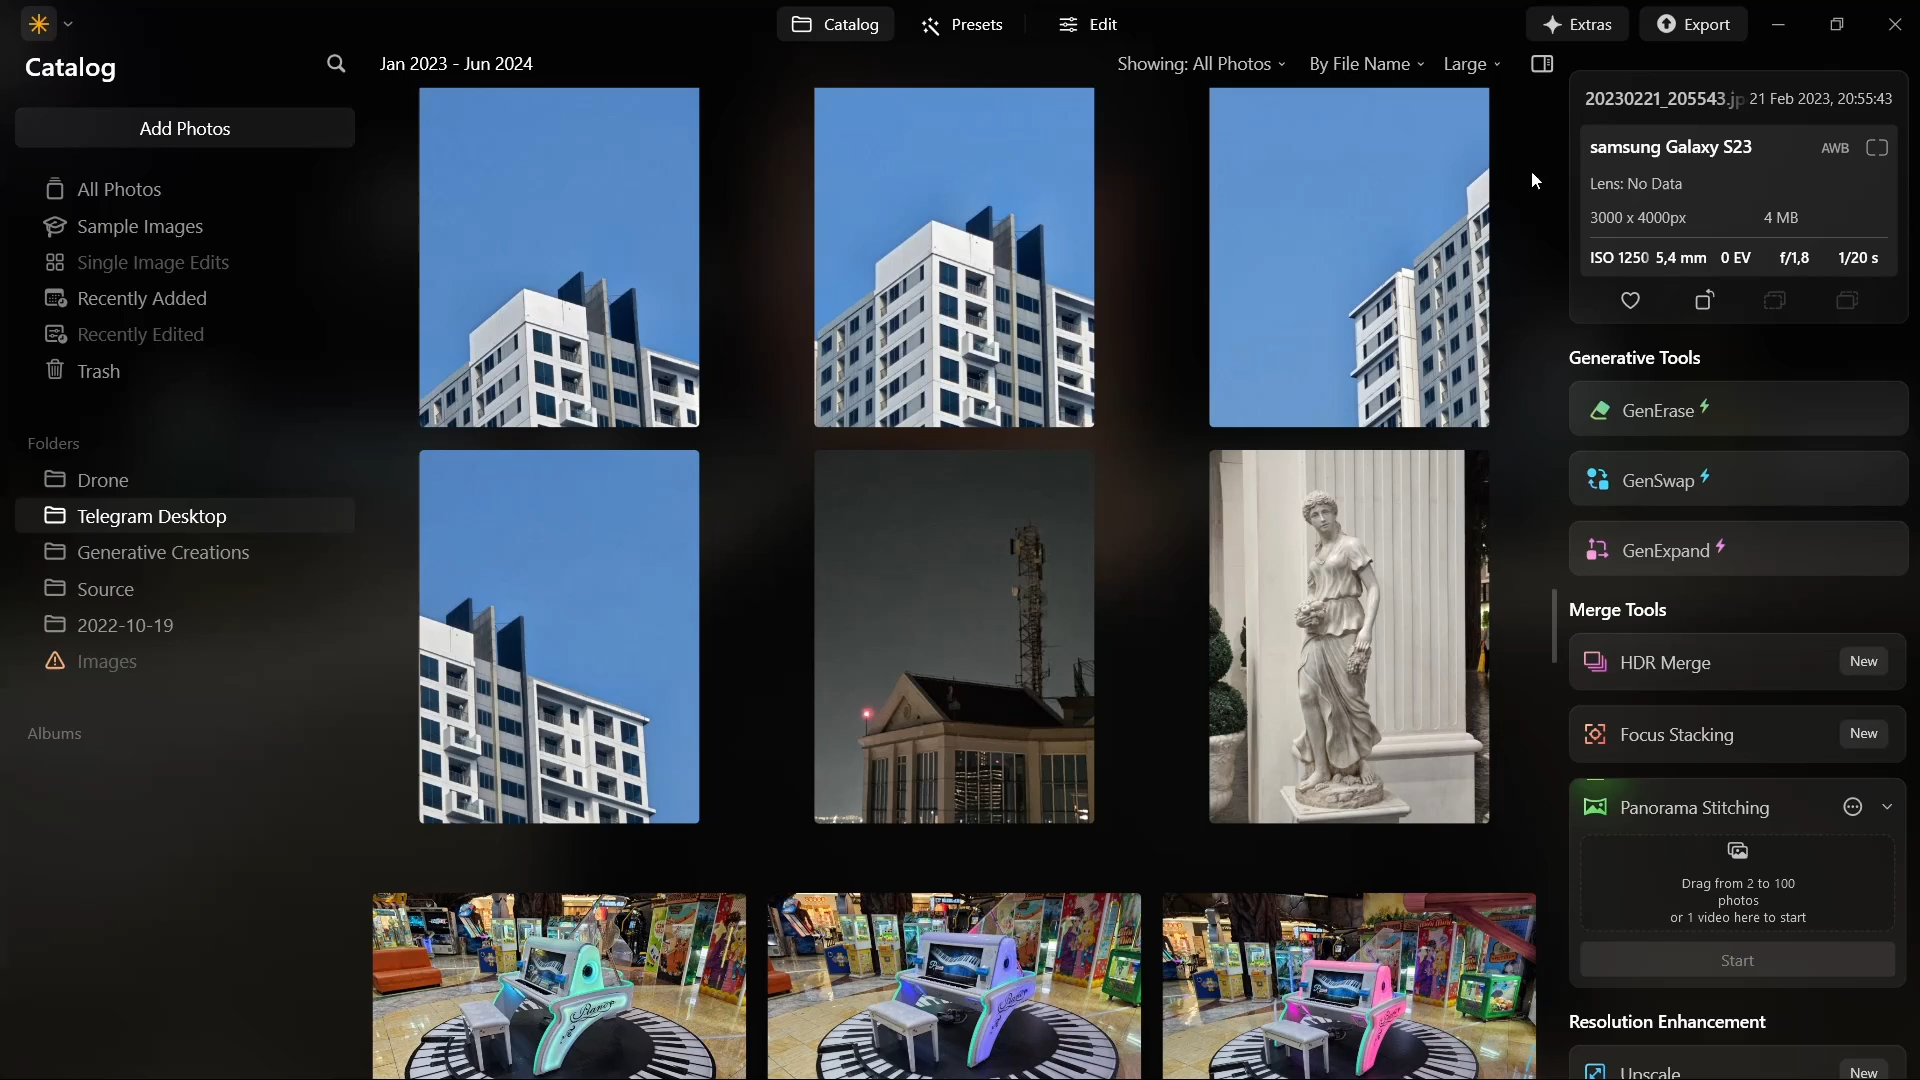 Catalog
Presets
Edit
Extras
Export
Catalog
Jan 2023 - Jun 2024
Showing: All Photos
By File Name
Large
Add Photos
All Photos
Sample Images
Single Image Edits
Recently Added
Recently Edited
Trash
Folders
Drone
Telegram Desktop
Generative Creations
Source
2022-10-19
Images
Albums
20230221_205543.jp 21 Feb 2023, 20:55:43
samsung Galaxy S23 AWB
Lens: No Data
3000 x 4000px 4 MB
ISO 1250 5,4 mm 0 EV f/1,8 1/20 s
Generative Tools
GenErase
GenSwap
GenExpand
Merge Tools
HDR Merge New
Focus Stacking New
Panorama Stitching
Drag from 2 to 100
photos
or 1 video here to start
Start
Resolution Enhancement
Upscale New
Piano
Piano
Piano